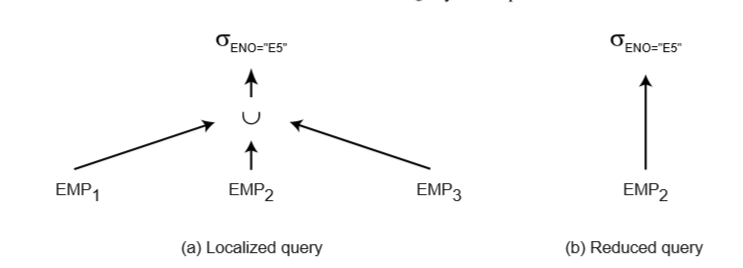 σENO="E5" σENO="E5"
∪
EMP1 EMP2 EMP3 EMP2
(a) Localized query (b) Reduced query